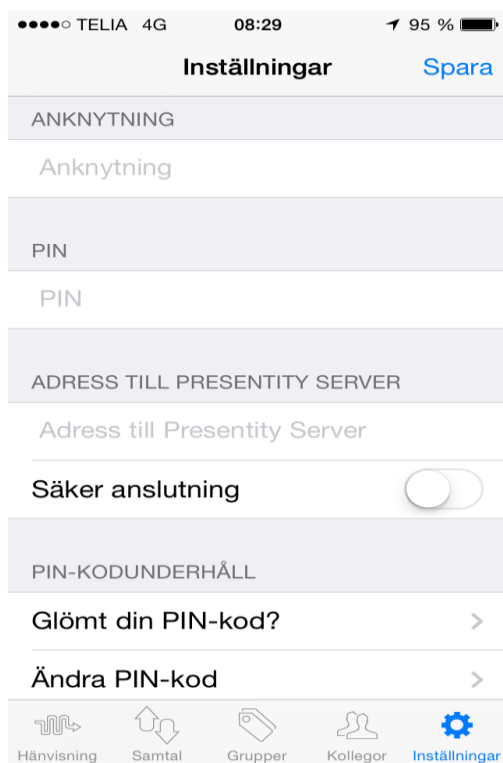 TELIA 4G 08:29 95 %
Inställningar Spara
ANKNYTNING
Anknytning
PIN
PIN
ADRESS TILL PRESENTITY SERVER
Adress till Presentity Server
Säker anslutning
PIN-KODUNDERHÅLL
Glömt din PIN-kod?
Ändra PIN-kod
Hänvisning Samtal Grupper Kollegor Inställningar